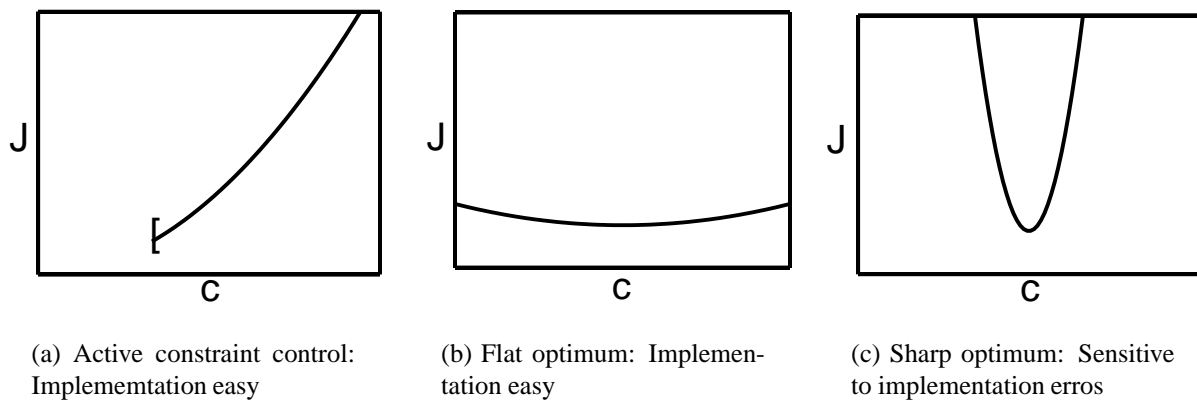 J
c
(a) Active constraint control:
Implememtation easy
J
c
(b) Flat optimum: Implemen-
tation easy
J
c
(c) Sharp optimum: Sensitive
to implementation erros